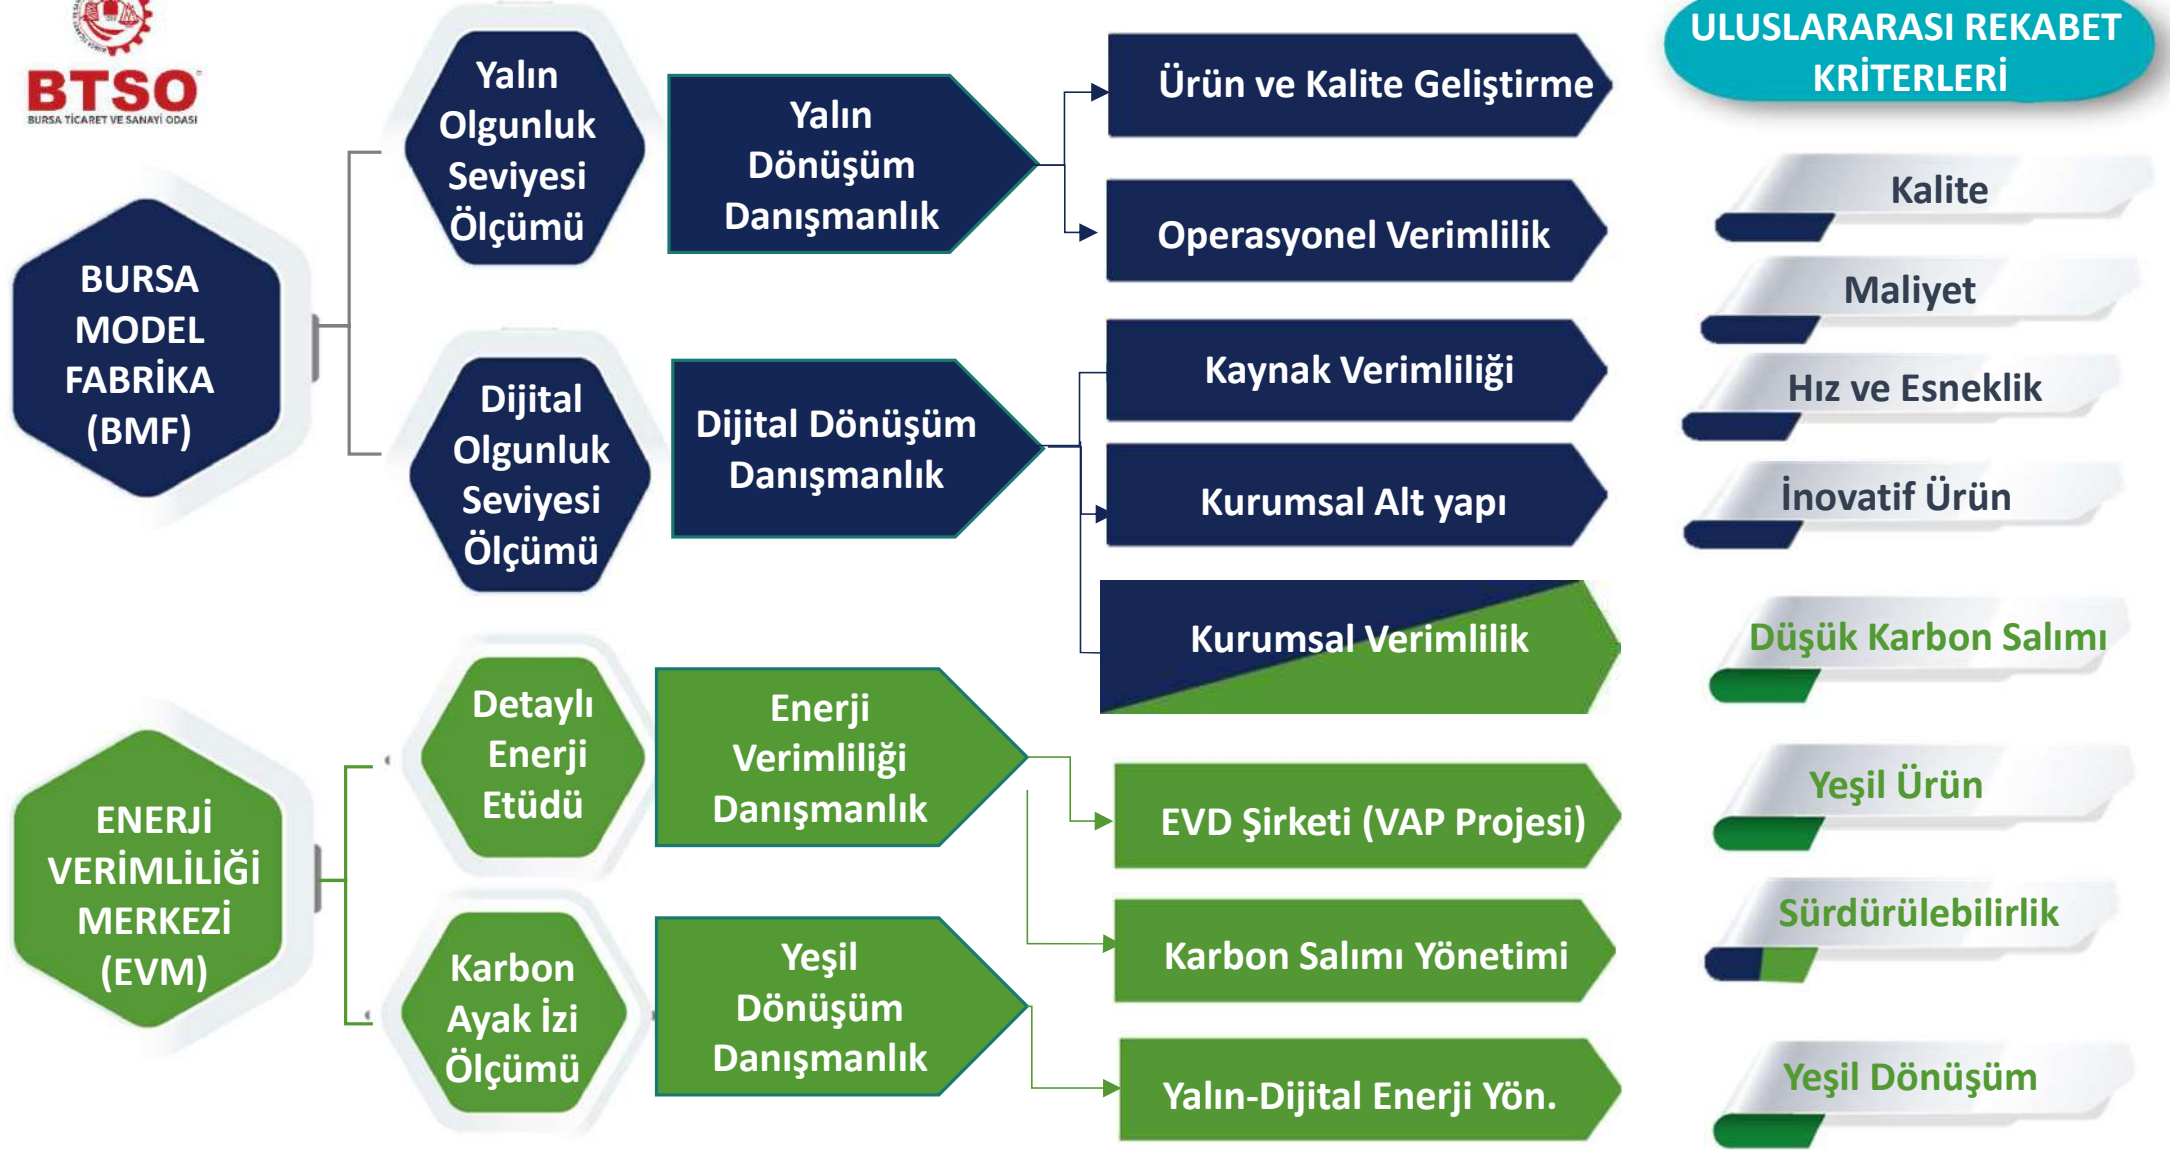 BTSO
BURSA TİCARET VE SANAYİ ODASI
BURSA
MODEL
FABRİKA
(BMF)
Yalın
Olgunluk
Seviyesi
Ölçümü
Yalın
Dönüşüm
Danışmanlık
Ürün ve Kalite Geliştirme
Operasyonel Verimlilik
Dijital
Olgunluk
Seviyesi
Ölçümü
Dijital Dönüşüm
Danışmanlık
Kaynak Verimliliği
Kurumsal Alt yapı
Kurumsal Verimlilik
ENERJİ
VERİMLİLİĞİ
MERKEZİ
(EVM)
Detaylı
Enerji
Etüdü
Enerji
Verimliliği
Danışmanlık
EVD Şirketi (VAP Projesi)
Karbon Salımı Yönetimi
Karbon
Ayak İzi
Ölçümü
Yeşil
Dönüşüm
Danışmanlık
Yalın-Dijital Enerji Yön.
ULUSLARARASI REKABET
KRİTERLERİ
Kalite
Maliyet
Hız ve Esneklik
İnovatif Ürün
Düşük Karbon Salımı
Yeşil Ürün
Sürdürülebilirlik
Yeşil Dönüşüm